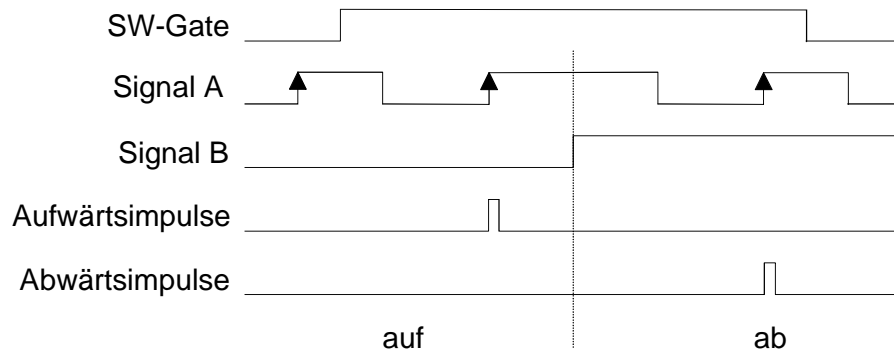 SW-Gate
Signal A
Signal B
Aufwärtsimpulse
Abwärtsimpulse
auf ab